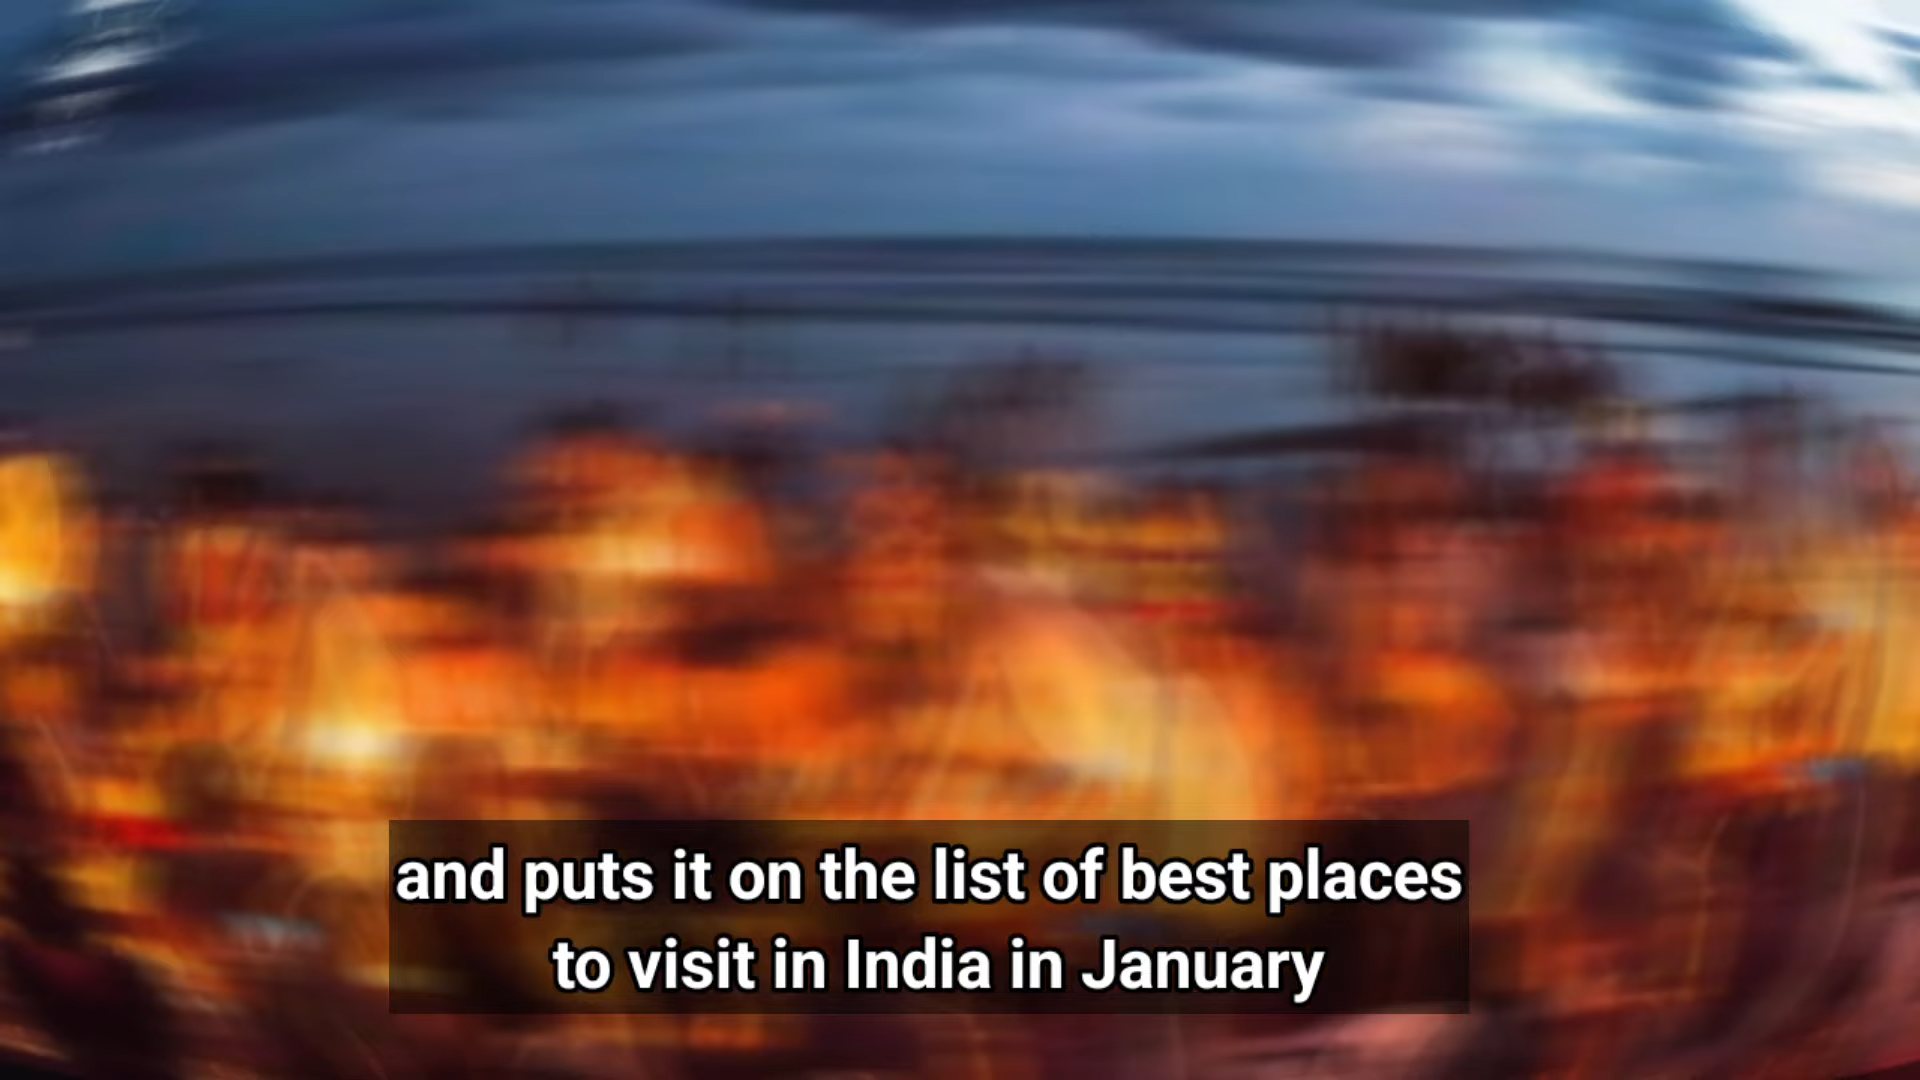 and puts it on the list of best places
to visit in India in January